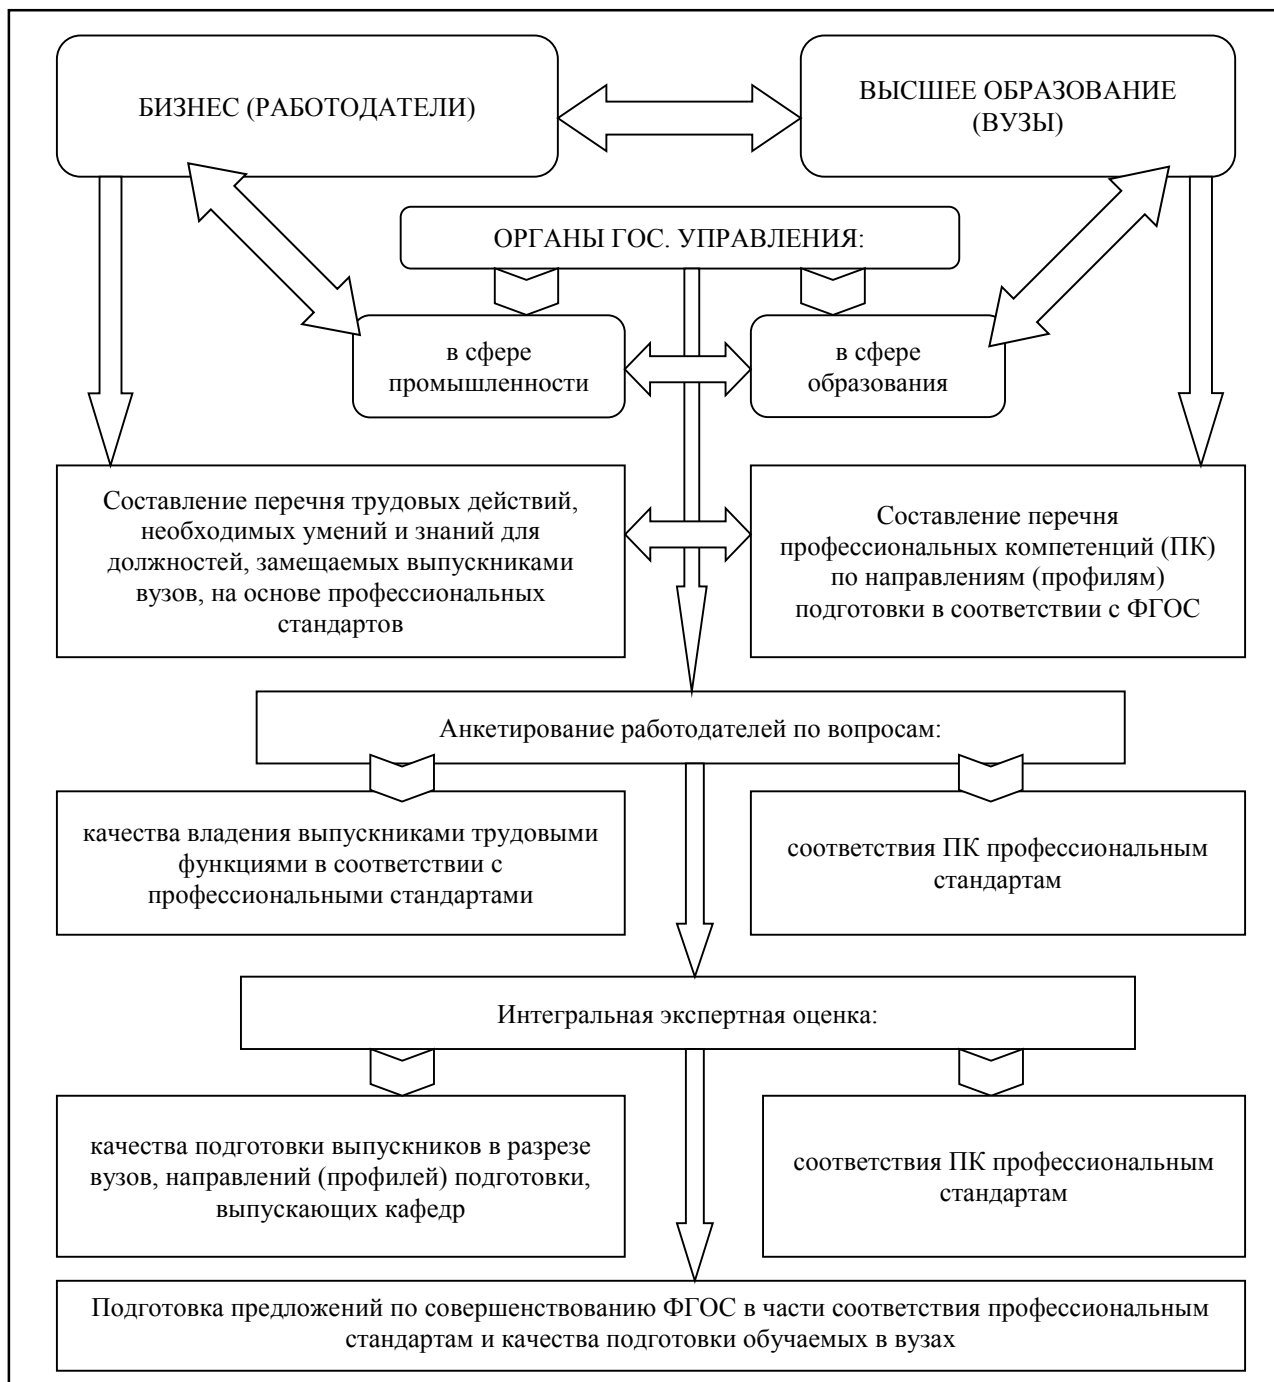 БИЗНЕС (РАБОТОДАТЕЛИ)
ВЫСШЕЕ ОБРАЗОВАНИЕ
(ВУЗЫ)
ОРГАНЫ ГОС. УПРАВЛЕНИЯ:
в сфере
промышленности
в сфере
образования
Составление перечня трудовых действий,
необходимых умений и знаний для
должностей, замещаемых выпускниками
вузов, на основе профессиональных
стандартов
Составление перечня
профессиональных компетенций (ПК)
по направлениям (профилям)
подготовки в соответствии с ФГОС
Анкетирование работодателей по вопросам:
качества владения выпускниками трудовыми
функциями в соответствии с
профессиональными стандартами
соответствия ПК профессиональным
стандартам
Интегральная экспертная оценка:
качества подготовки выпускников в разрезе
вузов, направлений (профилей) подготовки,
выпускающих кафедр
соответствия ПК профессиональным
стандартам
Подготовка предложений по совершенствованию ФГОС в части соответствия профессиональным
стандартам и качества подготовки обучаемых в вузах